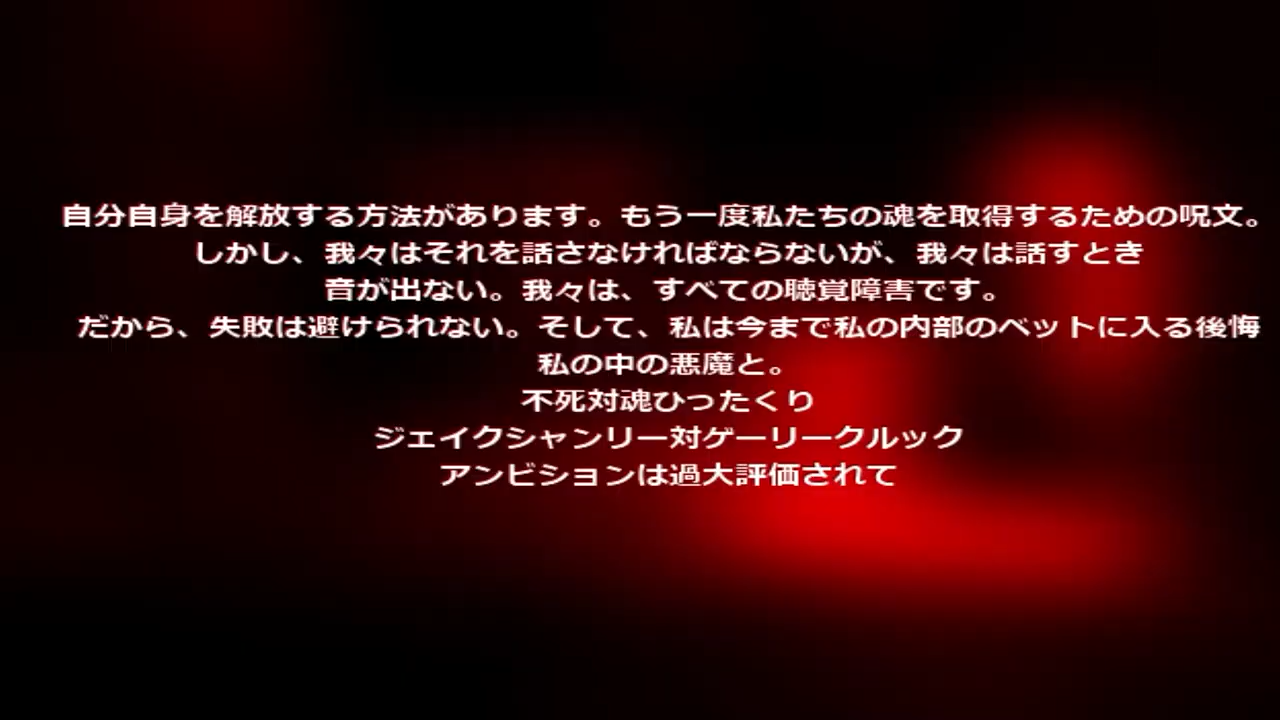 自分自身を解放する方法があります。もう一度私たちの魂を取得するための呪文。
しかし、我々はそれを話さなければならないが、我々は話すとき
音が出ない。我々は、すべての聴覚障害です。
だから、失敗は避けられない。そして、私は今まで私の内部のベットに入る後悔
私の中の悪魔と。
不死対魂ひったくり
ジェイクシャンリー対ゲーリークルック
アンビションは過大評価されて